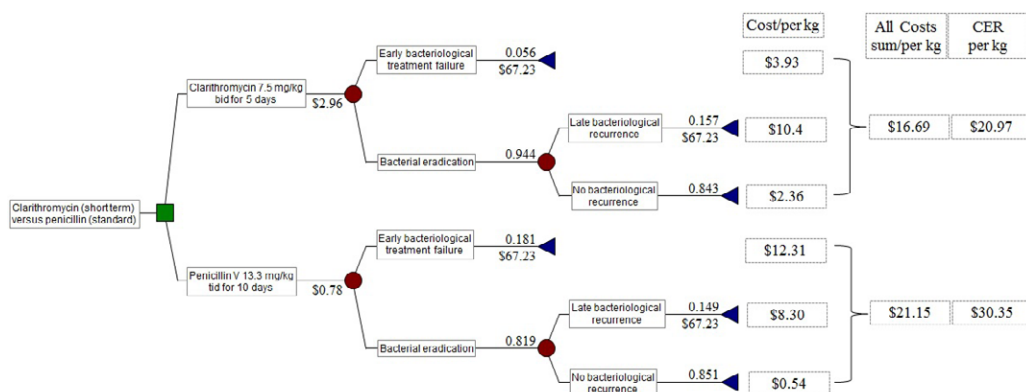 Cost/per kg
All Costs
sum/per kg
CER
per kg
Early bacteriological
treatment failure
0.056
$67.23
$3.93
Clarithromycin 7.5 mg/kg
bid for 5 days
$2.96
Late bacteriological
recurrence
0.157
$67.23
$10.4
$16.69
$20.97
Bacterial eradication
0.944
No bacteriological
recurrence
0.843
$2.36
Clarithromycin (short term)
versus penicillin (standard)
Early bacteriological
treatment failure
0.181
$67.23
$12.31
Penicillin V 13.3 mg/kg
tid for 10 days
$0.78
Late bacteriological
recurrence
0.149
$67.23
$8.30
$21.15
$30.35
Bacterial eradication
0.819
No bacteriological
recurrence
0.851
$0.54